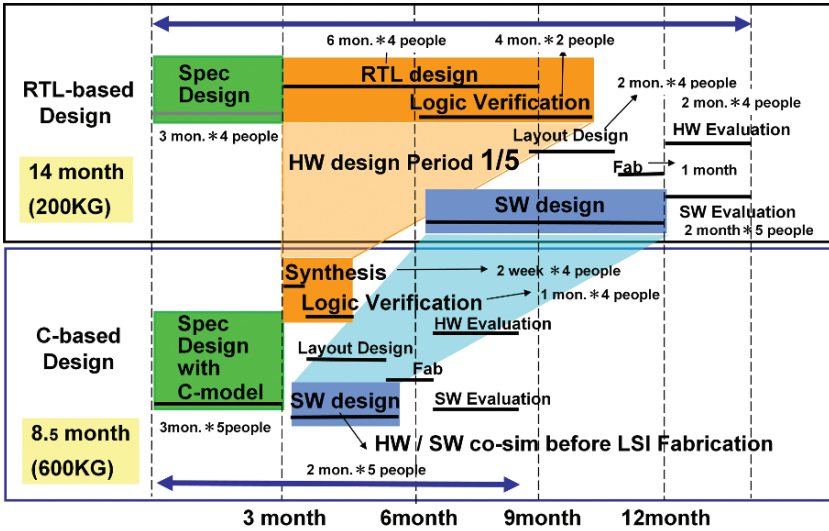 6 mon.＊4 people
4 mon.＊2 people
Spec
Design
RTL design
Logic Verification
2 mon.＊4 people
2 mon.＊4 people
RTL-based
Design
3 mon.＊4 people
Layout Design
HW Evaluation
HW design Period 1/5
Fab
1 month
14 month
(200KG)
SW design
SW Evaluation
2 month＊5 people
Synthesis
2 week＊4 people
Logic Verification
1 mon.＊4 people
C-based
Design
Spec
Design
with
C-model
HW Evaluation
Layout Design
Fab
SW design
SW Evaluation
8.5 month
(600KG)
3mon.＊5people
HW / SW co-sim before LSI Fabrication
2 mon.＊5 people
3 month
6month
9month
12month